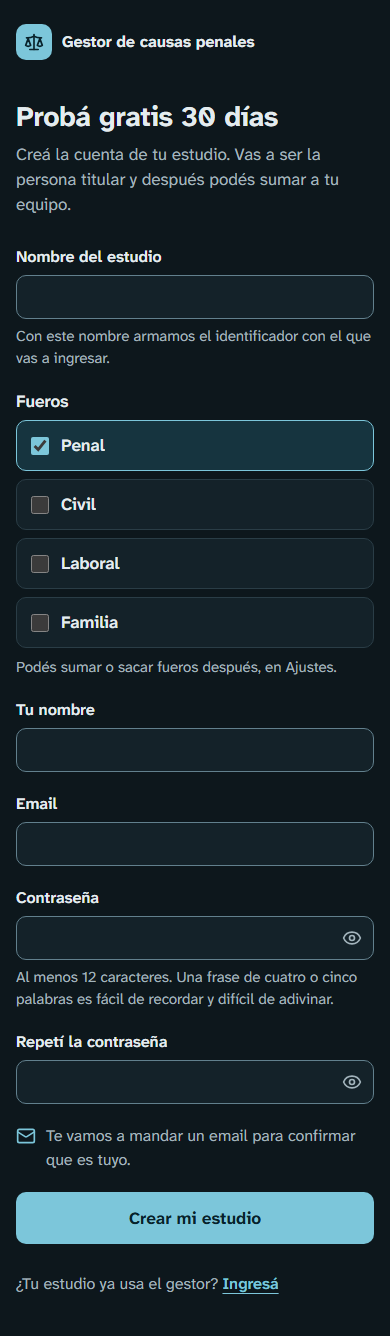 Gestor de causas penales
Probá gratis 30 días
Creá la cuenta de tu estudio. Vas a ser la
persona titular y después podés sumar a tu
equipo.
Nombre del estudio
Con este nombre armamos el identificador con el que
vas a ingresar.
Fueros
Penal
Civil
Laboral
Familia
Podés sumar o sacar fueros después, en Ajustes.
Tu nombre
Email
Contraseña
Al menos 12 caracteres. Una frase de cuatro o cinco
palabras es fácil de recordar y difícil de adivinar.
Repetí la contraseña
Te vamos a mandar un email para confirmar
que es tuyo.
Crear mi estudio
¿Tu estudio ya usa el gestor? Ingresá